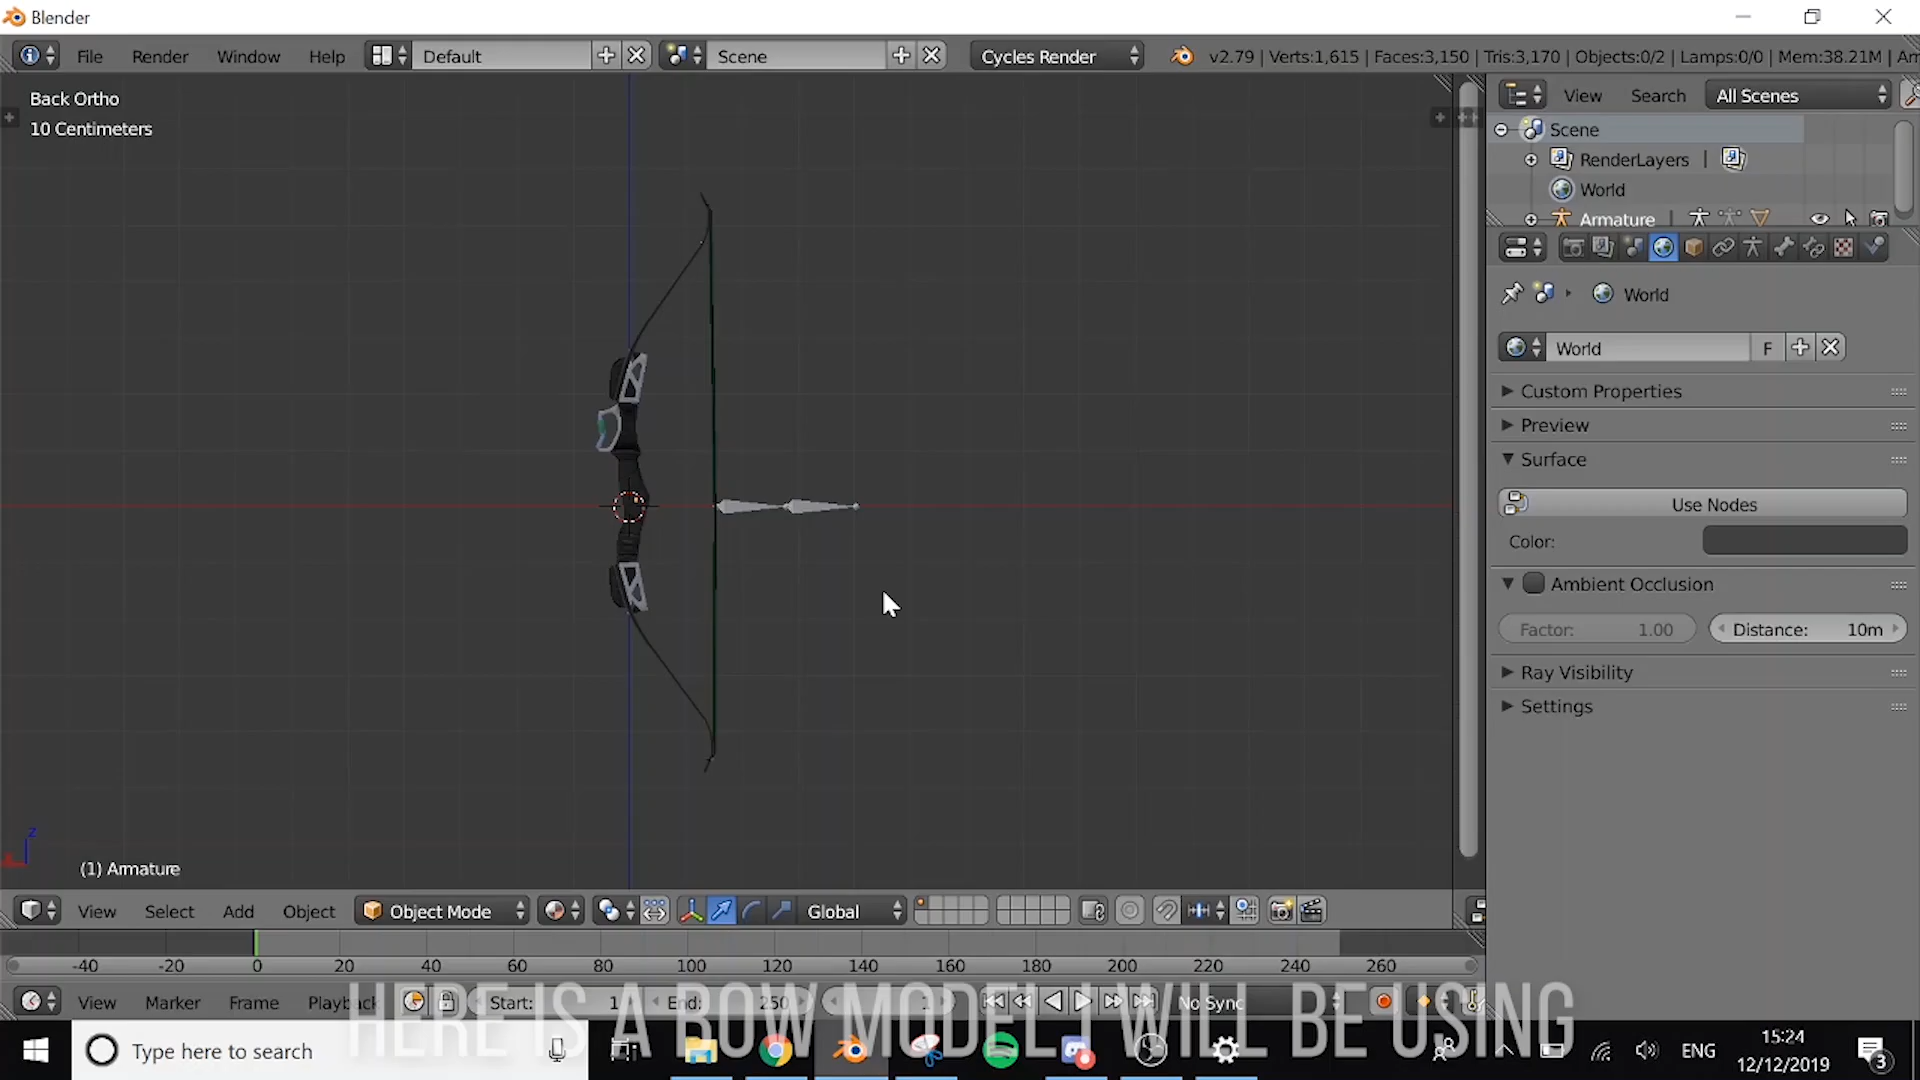 Blender
File Render Window Help Default Scene Cycles Render v2.79 | Verts:1,615 | Faces:3,150 | Tris:3,170 | Objects:0/2 | Lamps:0/0 | Mem:38.21M | Ar
Back Ortho
10 Centimeters
View Search All Scenes
Scene
RenderLayers |
World
Armature |
World
World F
Custom Properties
Preview
Surface
Use Nodes
Color:
Ambient Occlusion
Factor: 1.00 Distance: 10m
Ray Visibility
Settings
z
(1) Armature
View Select Add Object Object Mode Global
-40 -20 0 20 40 60 80 100 120 140 160 180 200 220 240 260
View Marker Frame Playback Start: 1 End: 250 1 No Sync
HERE IS A BOW MODEL I WILL BE USING
Type here to search
ENG
15:24
12/12/2019
3